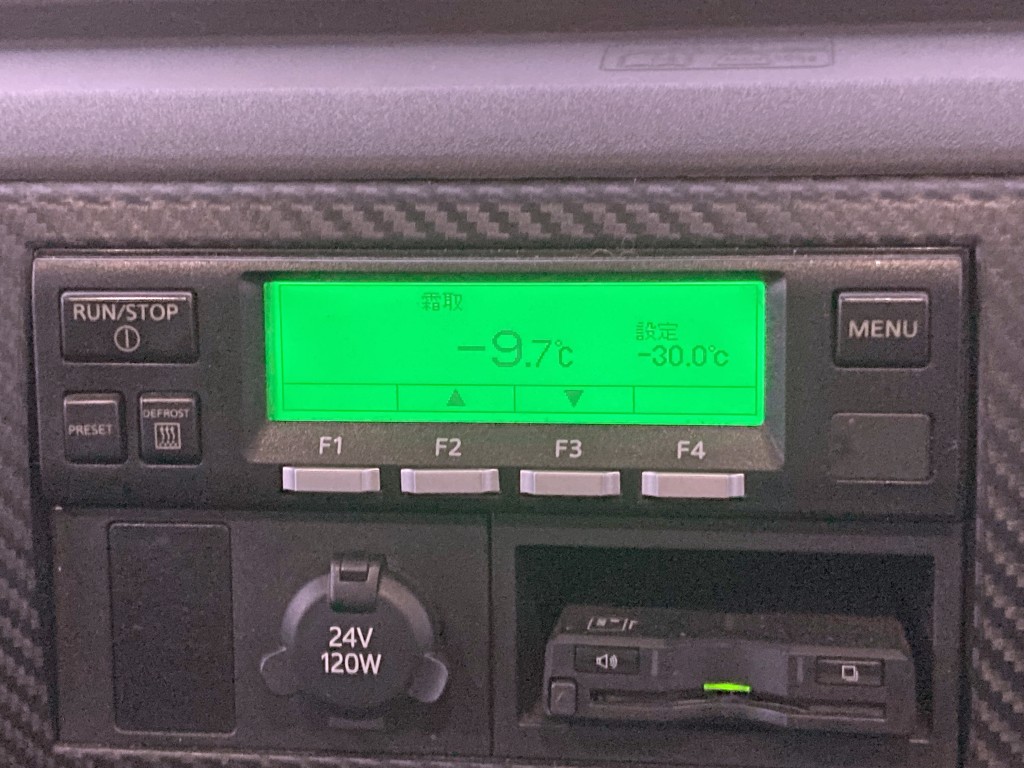 RUN/STOP
霜取
設定
-9.7℃
-30.0℃
MENU
PRESET
DEFROST
▲
▼
F1
F2
F3
F4
24V
120W